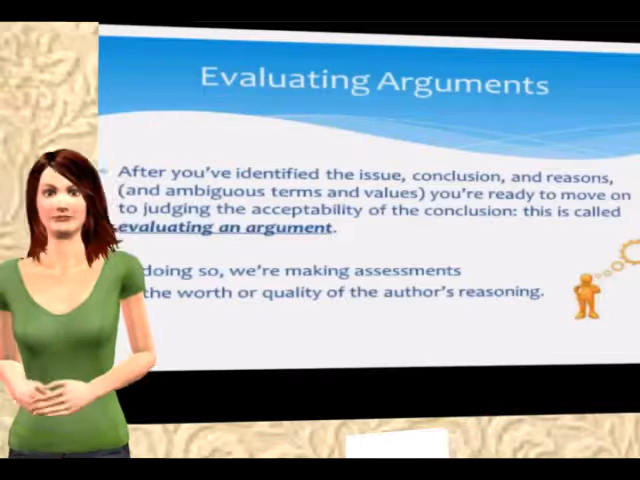 Evaluating Arguments
After you've identified the issue, conclusion, and reasons,
(and ambiguous terms and values) you're ready to move on
to judging the acceptability of the conclusion: this is called
evaluating an argument.
doing so, we're making assessments
the worth or quality of the author's reasoning.